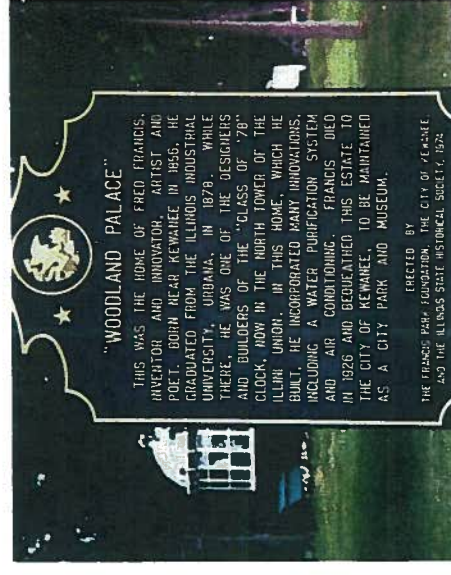 "WOODLAND PALACE"
THIS WAS THE HOME OF FRED FRANCIS,
INVENTOR AND INNOVATOR, ARTIST AND
POET. BORN NEAR KEWANEE IN 1856, HE
GRADUATED FROM THE ILLINOIS INDUSTRIAL
UNIVERSITY, URBANA, IN 1878. WHILE
THERE, HE WAS ONE OF THE DESIGNERS
AND BUILDERS OF THE "CLASS OF '78"
CLOCK, NOW IN THE NORTH TOWER OF THE
ILLINI UNION. IN THIS HOME, WHICH HE
BUILT, HE INCORPORATED MANY INNOVATIONS,
INCLUDING A WATER PURIFICATION SYSTEM
AND AIR CONDITIONING. FRANCIS DIED
IN 1926 AND BEQUEATHED THIS ESTATE TO
THE CITY OF KEWANEE, TO BE MAINTAINED
AS A CITY PARK AND MUSEUM.
ERECTED BY
THE FRANCIS PARK FOUNDATION, THE CITY OF KEWANEE,
AND THE ILLINOIS STATE HISTORICAL SOCIETY, 1974